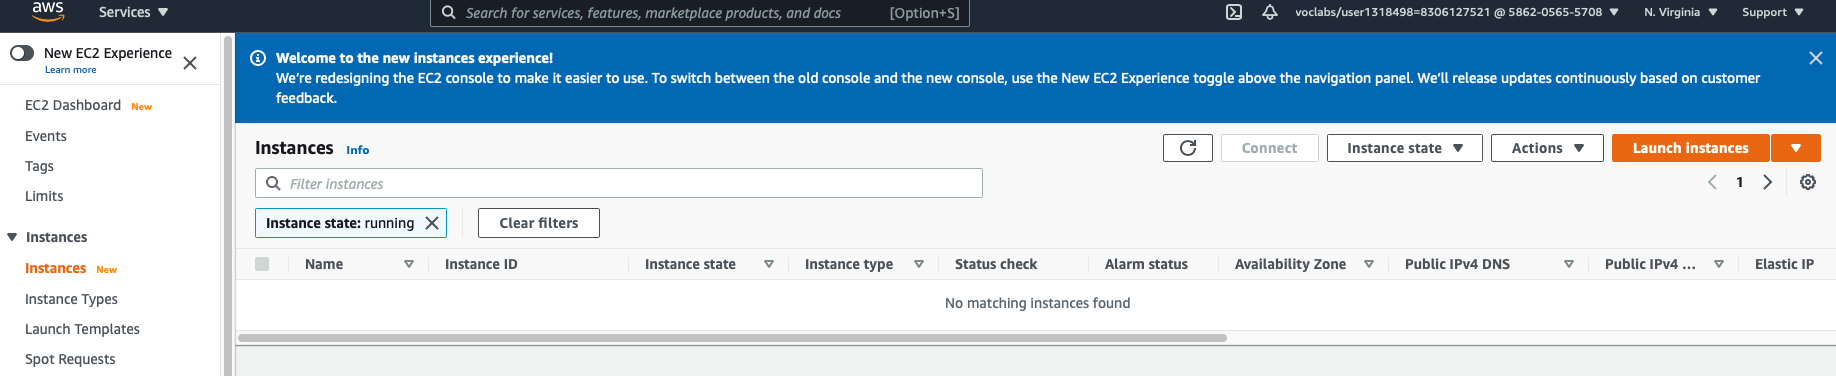 aws
Services
Search for services, features, marketplace products, and docs
[Option+S]
voclabs/user1318498=8306127521 @ 5862-0565-5708
N. Virginia
Support
New EC2 Experience
Learn more
EC2 Dashboard New
Events
Tags
Limits
Instances
Instances New
Instance Types
Launch Templates
Spot Requests
Welcome to the new instances experience!
We're redesigning the EC2 console to make it easier to use. To switch between the old console and the new console, use the New EC2 Experience toggle above the navigation panel. We'll release updates continuously based on customer
feedback.
Instances Info
Connect
Instance state
Actions
Launch instances
Filter instances
1
Instance state: running
Clear filters
Name
Instance ID
Instance state
Instance type
Status check
Alarm status
Availability Zone
Public IPv4 DNS
Public IPv4 ...
Elastic IP
No matching instances found